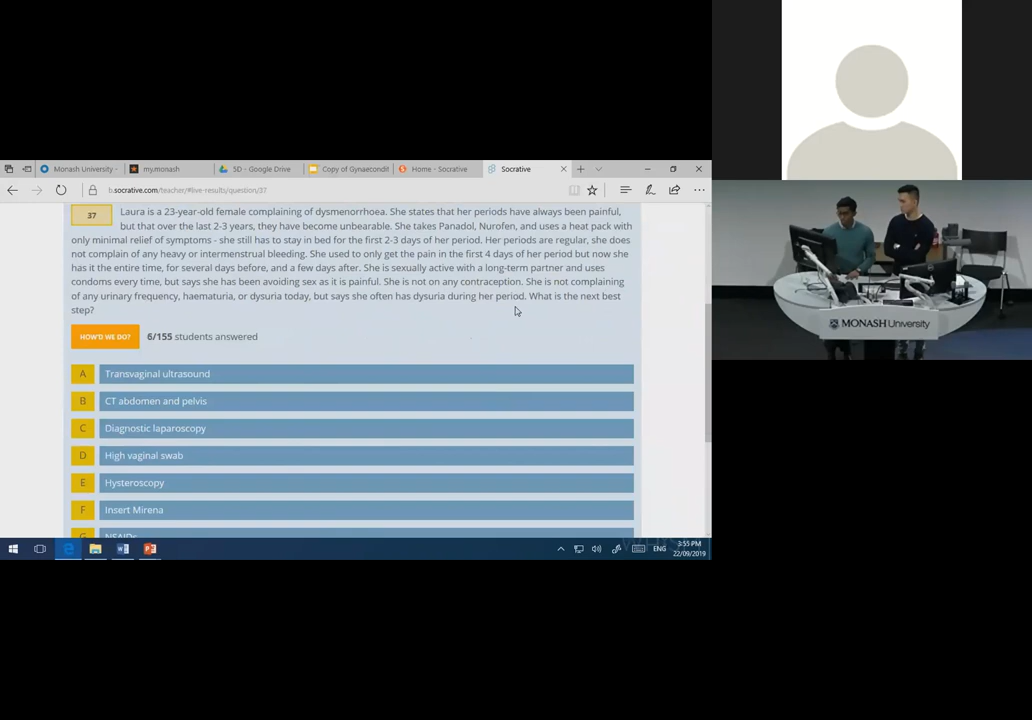 Monash University -
my.monash
5D - Google Drive
Copy of Gynaecondit
Home - Socrative
Socrative
b.socrative.com/teacher/#live-results/question/37
37
Laura is a 23-year-old female complaining of dysmenorrhoea. She states that her periods have always been painful,
but that over the last 2-3 years, they have become unbearable. She takes Panadol, Nurofen, and uses a heat pack with
only minimal relief of symptoms - she still has to stay in bed for the first 2-3 days of her period. Her periods are regular, she does
not complain of any heavy or intermenstrual bleeding. She used to only get the pain in the first 4 days of her period but now she
has it the entire time, for several days before, and a few days after. She is sexually active with a long-term partner and uses
condoms every time, but says she has been avoiding sex as it is painful. She is not on any contraception. She is not complaining
of any urinary frequency, haematuria, or dysuria today, but says she often has dysuria during her period. What is the next best
step?
HOW'D WE DO?
6/155 students answered
A Transvaginal ultrasound
B CT abdomen and pelvis
C Diagnostic laparoscopy
D High vaginal swab
E Hysteroscopy
F Insert Mirena
G NSAIDs
ENG
3:55 PM
22/09/2019
MONASH University